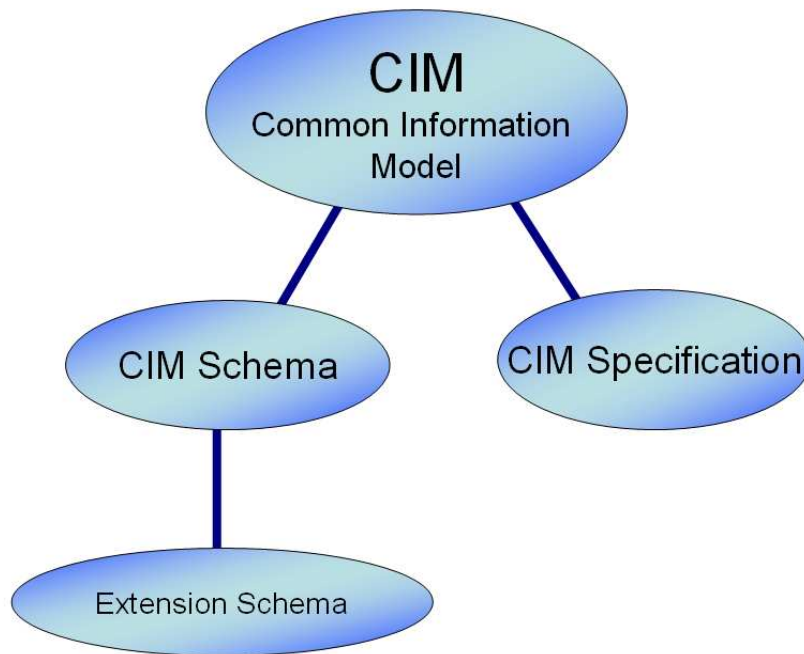 CIM
Common Information
Model
CIM Schema
CIM Specification
Extension Schema